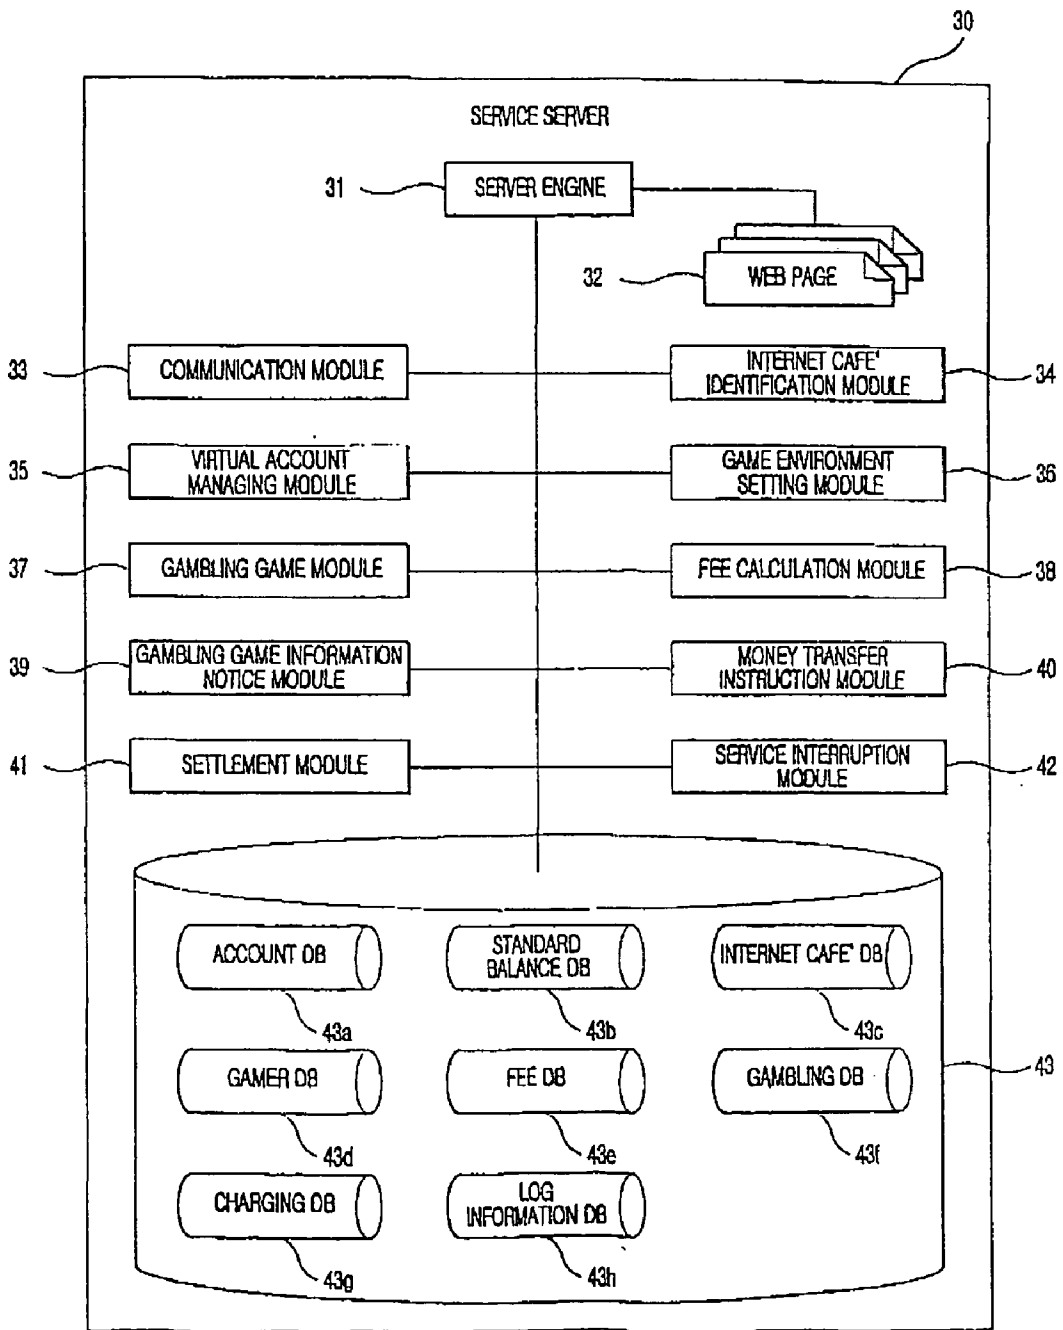 30
SERVICE SERVER
31
SERVER ENGINE
32
WEB PAGE
33
COMMUNICATION MODULE
INTERNET CAFE'
IDENTIFICATION MODULE
34
35
VIRTUAL ACCOUNT
MANAGING MODULE
GAME ENVIRONMENT
SETTING MODULE
36
37
GAMBLING GAME MODULE
FEE CALCULATION MODULE
38
39
GAMBLING GAME INFORMATION
NOTICE MODULE
MONEY TRANSFER
INSTRUCTION MODULE
40
41
SETTLEMENT MODULE
SERVICE INTERRUPTION
MODULE
42
ACCOUNT DB
STANDARD
BALANCE DB
INTERNET CAFE' DB
43a
43b
43c
GAMER DB
FEE DB
GAMBLING DB
43
43d
43e
43f
CHARGING DB
LOG
INFORMATION DB
43g
43h